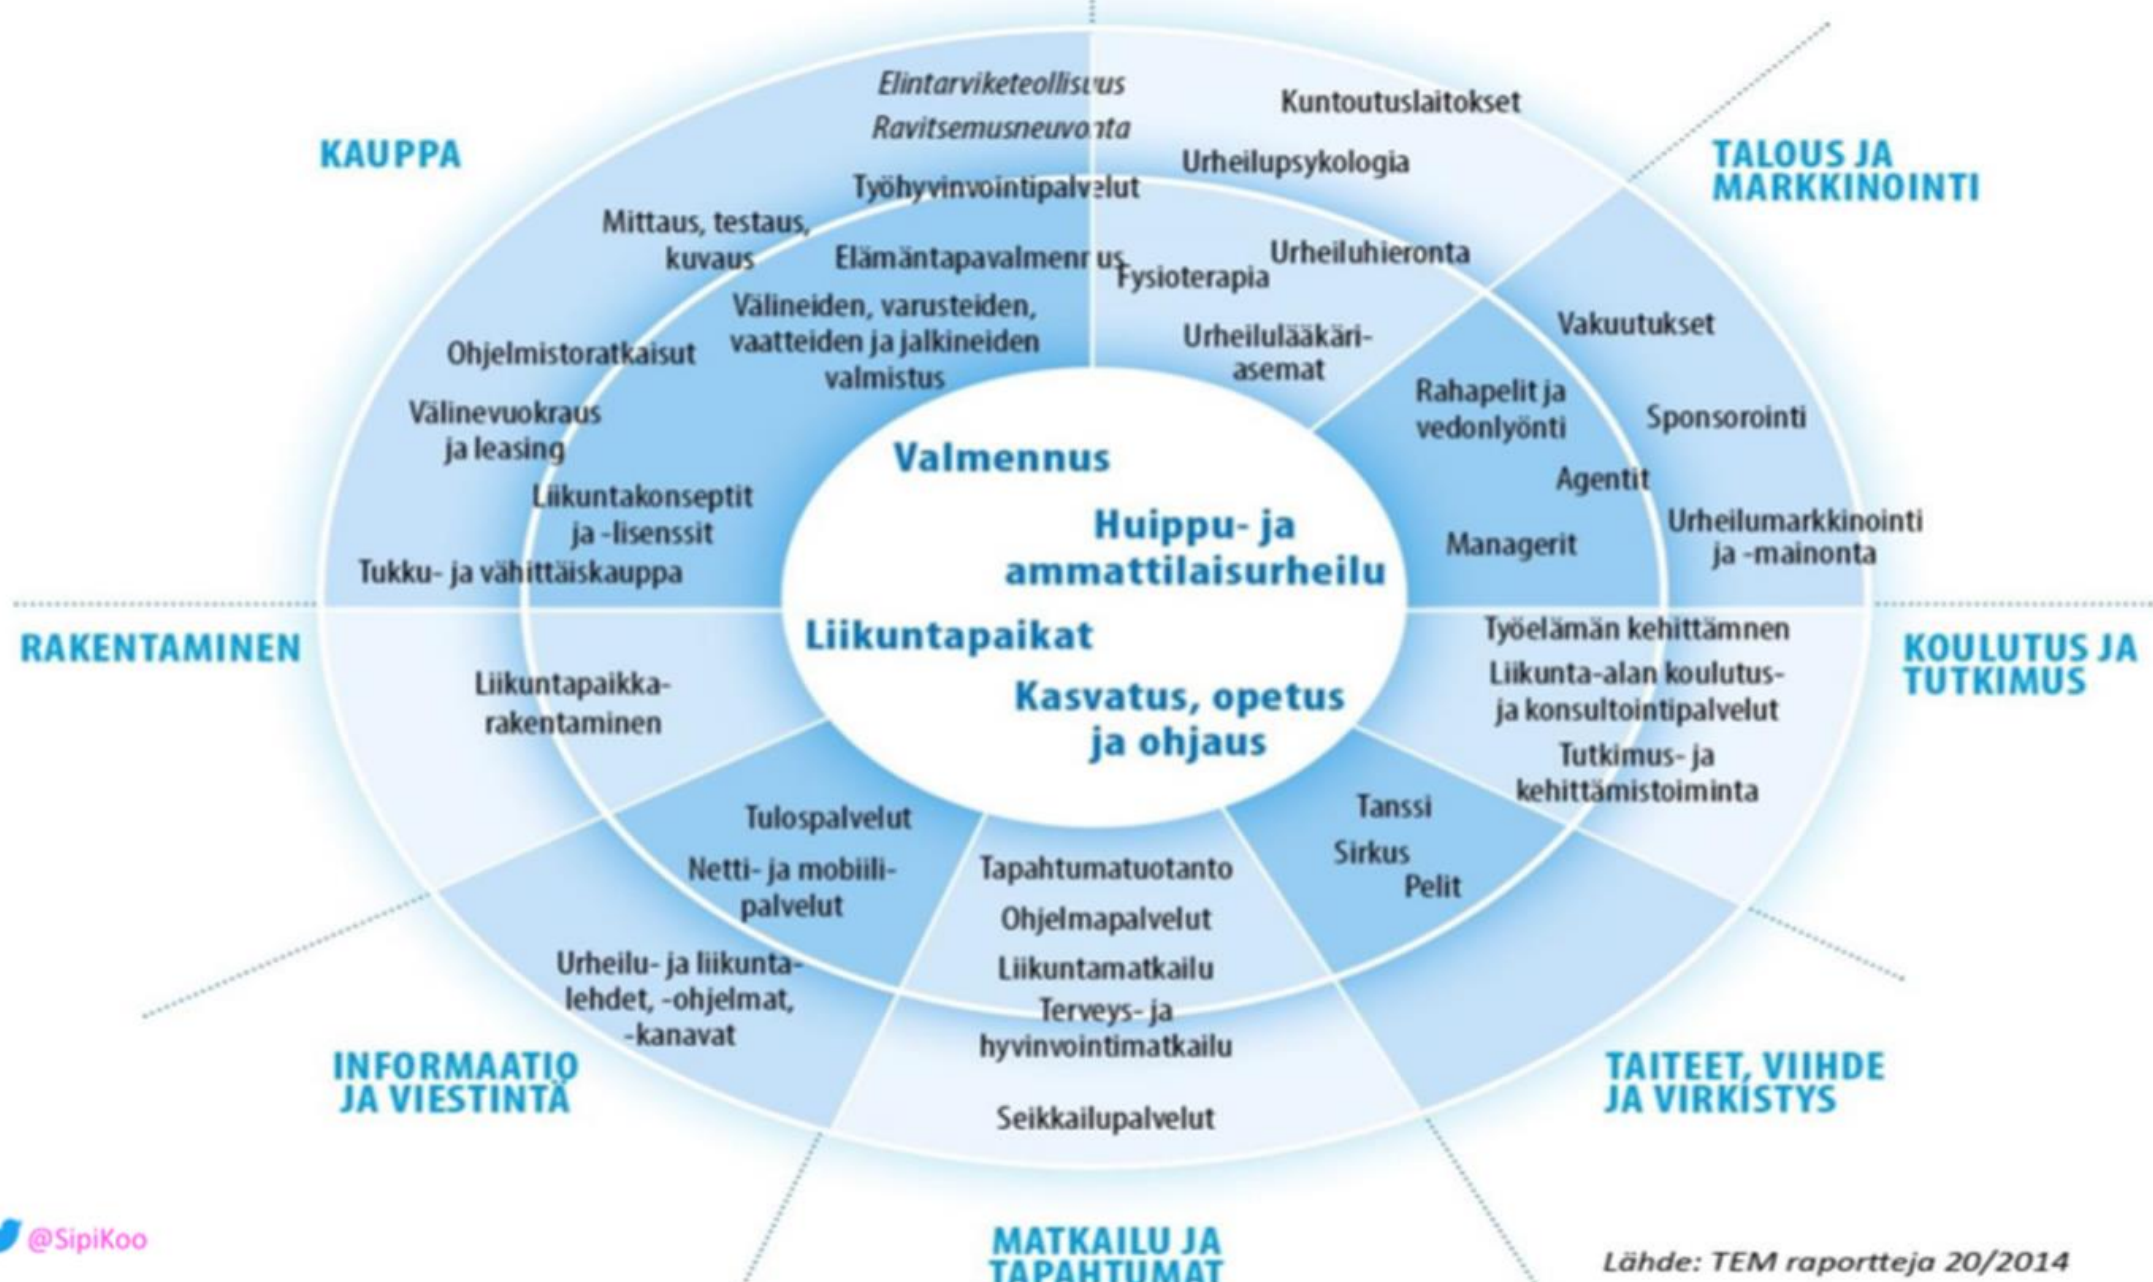 KAUPPA
Elintarviketeollisuus
Ravitsemusneuvonta
Työhyvinvointipalvelut
Mittaus, testaus,
kuvaus
Elämäntapavalmennus
Välineiden, varusteiden,
vaatteiden ja jalkineiden
valmistus
Ohjelmistoratkaisut
Välinevuokraus
ja leasing
Liikuntakonseptit
ja -lisenssit
Tukku- ja vähittäiskauppa
Kuntoutuslaitokset
Urheilupsykologia
Urheiluhieronta
Fysioterapia
Urheilulääkäri-
asemat
TALOUS JA
MARKKINOINTI
Vakuutukset
Rahapelit ja
vedonlyönti
Sponsorointi
Agentit
Urheilumarkkinointi
ja -mainonta
Managerit
Valmennus
Huippu- ja
ammattilaisurheilu
Liikuntapaikat
Kasvatus, opetus
ja ohjaus
RAKENTAMINEN
Liikuntapaikka-
rakentaminen
KOULUTUS JA
TUTKIMUS
Työelämän kehittämnen
Liikunta-alan koulutus-
ja konsultointipalvelut
Tutkimus- ja
kehittämistoiminta
INFORMAATIO
JA VIESTINTÄ
Tulospalvelut
Netti- ja mobiili-
palvelut
Urheilu- ja liikunta-
lehdet, -ohjelmat,
-kanavat
Tapahtumatuotanto
Ohjelmapalvelut
Liikuntamatkailu
Terveys- ja
hyvinvointimatkailu
Seikkailupalvelut
MATKAILU JA
TAPAHTUMAT
Tanssi
Sirkus
Pelit
TAITEET, VIIHDE
JA VIRKISTYS
@SipiKoo
Lähde: TEM raportteja 20/2014